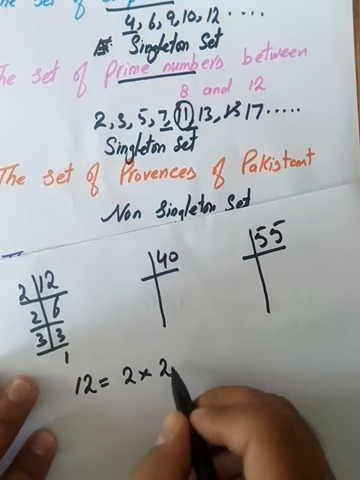 4, 6, 9, 10, 12 .....
Singleton Set
The set of Prime numbers between
8 and 12
2, 3, 5, 7, 11, 13, 15 17 .....
Singleton Set
The set of Provences of Pakistant
Non Singleton Set
2 12 40 55
2 6
3 3
1
12 = 2 × 2